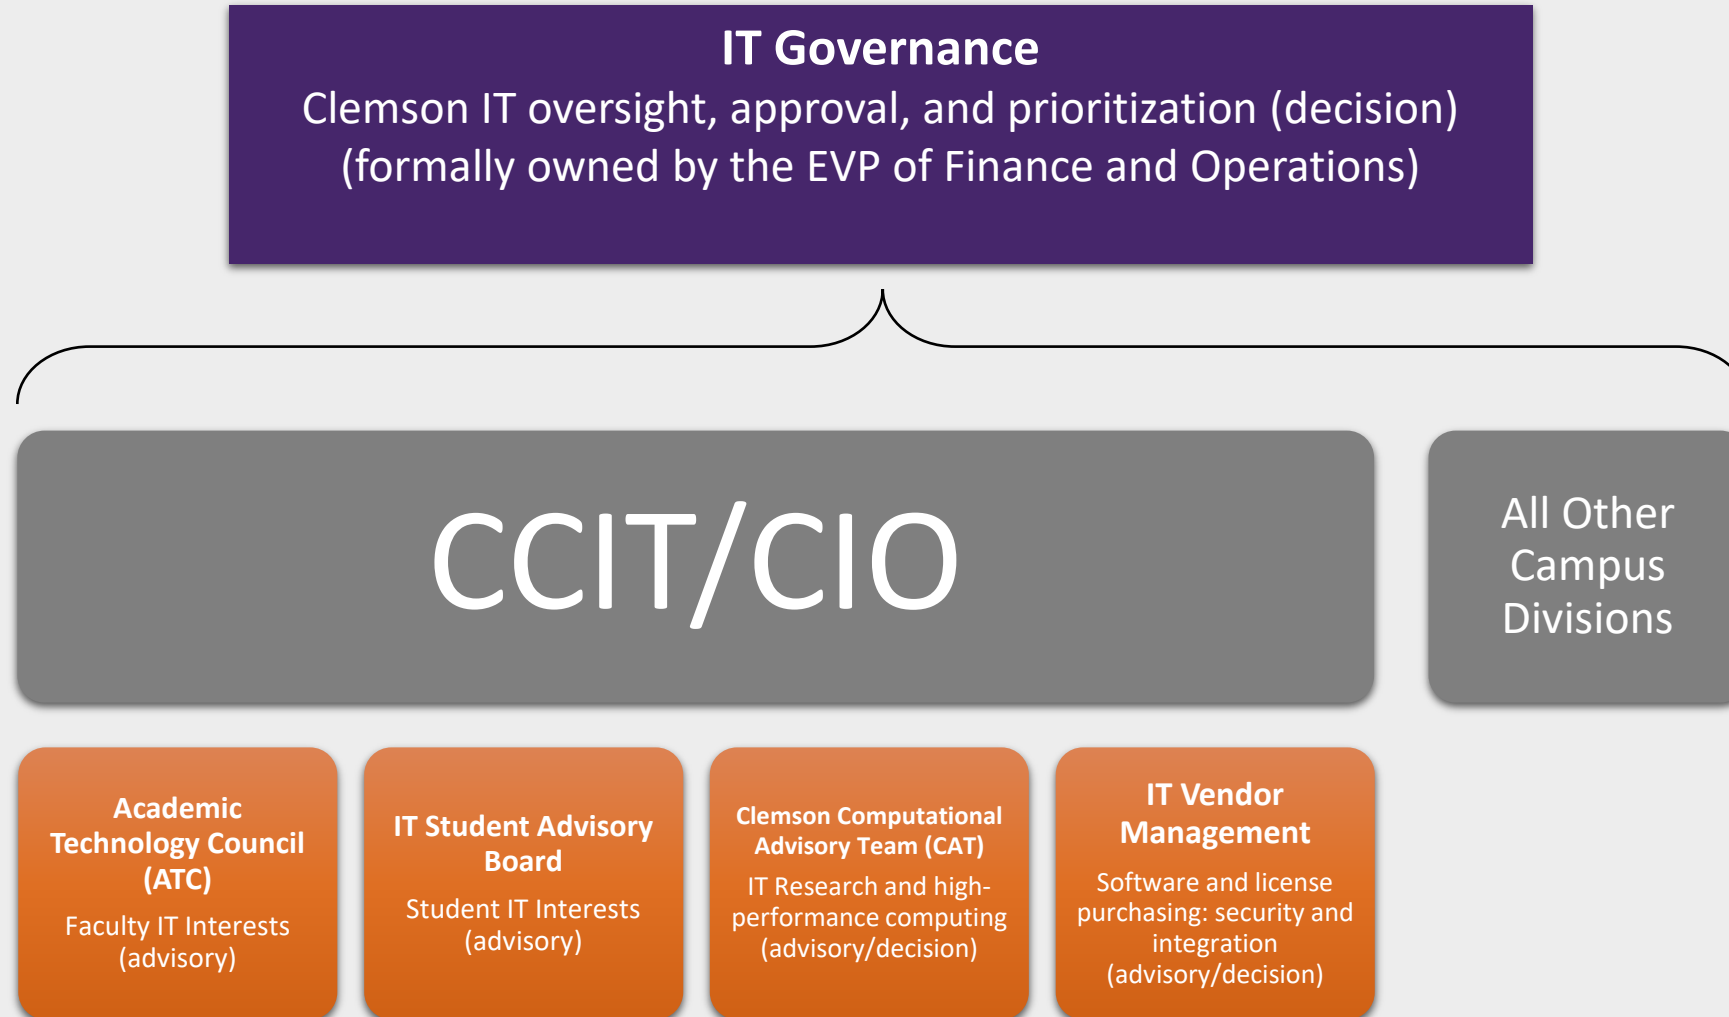 IT Governance
Clemson IT oversight, approval, and prioritization (decision)
(formally owned by the EVP of Finance and Operations)
CCIT/CIO
All Other
Campus
Divisions
Academic
Technology Council
(ATC)
Faculty IT Interests
(advisory)
IT Student Advisory
Board
Student IT Interests
(advisory)
Clemson Computational
Advisory Team (CAT)
IT Research and high-
performance computing
(advisory/decision)
IT Vendor
Management
Software and license
purchasing: security and
integration
(advisory/decision)